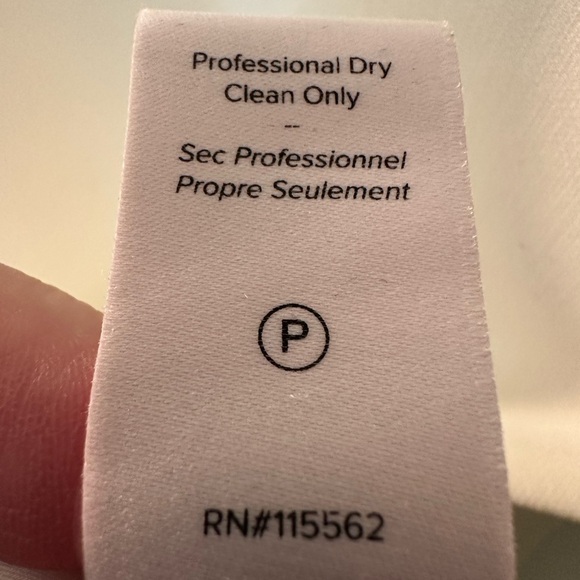 Professional Dry
Clean Only
--
Sec Professionnel
Propre Seulement
P
RN#115562